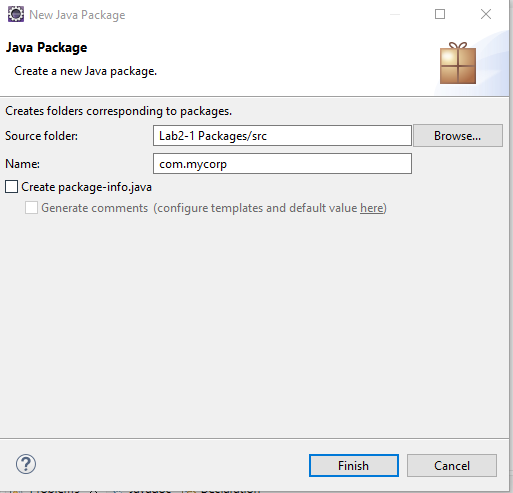 New Java Package
Java Package
Create a new Java package.
Creates folders corresponding to packages.
Source folder: Lab2-1 Packages/src Browse...
Name: com.mycorp
Create package-info.java
Generate comments (configure templates and default value here)
Finish Cancel